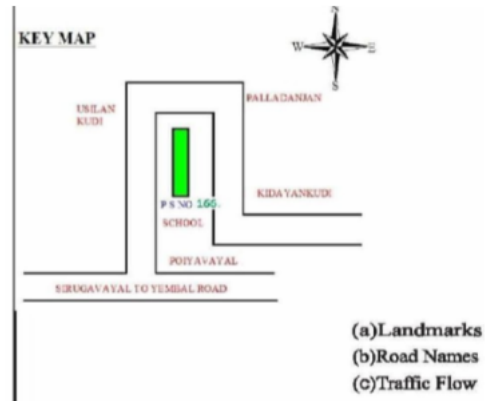 KEY MAP
S
W
E
S
USILAN
KUDI
PALLADANJAN
KIDAYANKUDI
P S NO 166.
SCHOOL
POIYAVAYAL
SIRUGAVAYAL TO YEMBAL ROAD
(a)Landmarks
(b)Road Names
(c)Traffic Flow